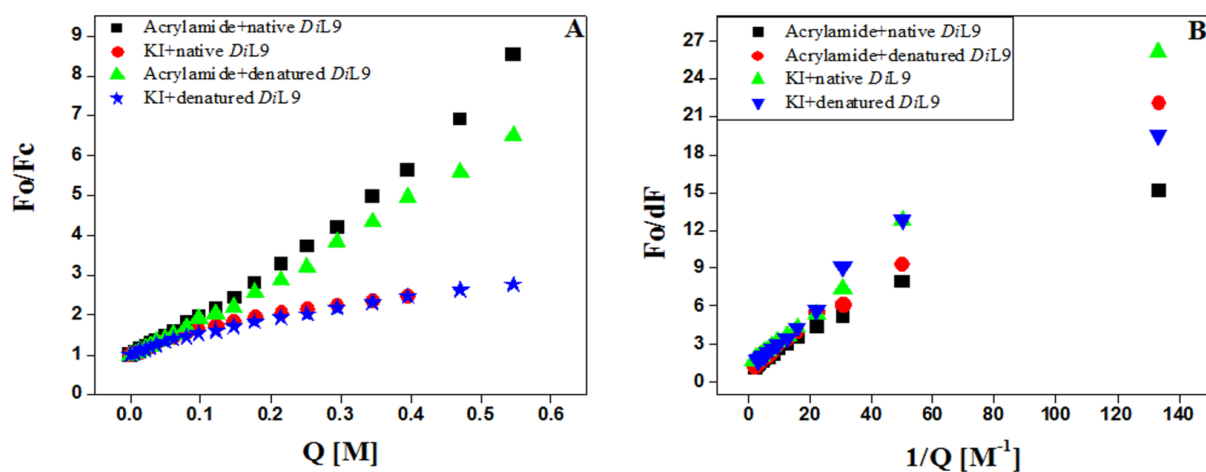 A
Acrylamide+native DiL9
KI+native DiL9
Acrylamide+denatured DiL9
KI+denatured DiL9
Fo/Fc
9
8
7
6
5
4
3
2
1
0
0.0 0.1 0.2 0.3 0.4 0.5 0.6
Q [M]
B
Acrylamide+native DiL9
Acrylamide+denatured DiL9
KI+native DiL9
KI+denatured DiL9
Fo/dF
27
24
21
18
15
12
9
6
3
0
0 20 40 60 80 100 120 140
1/Q [M⁻¹]